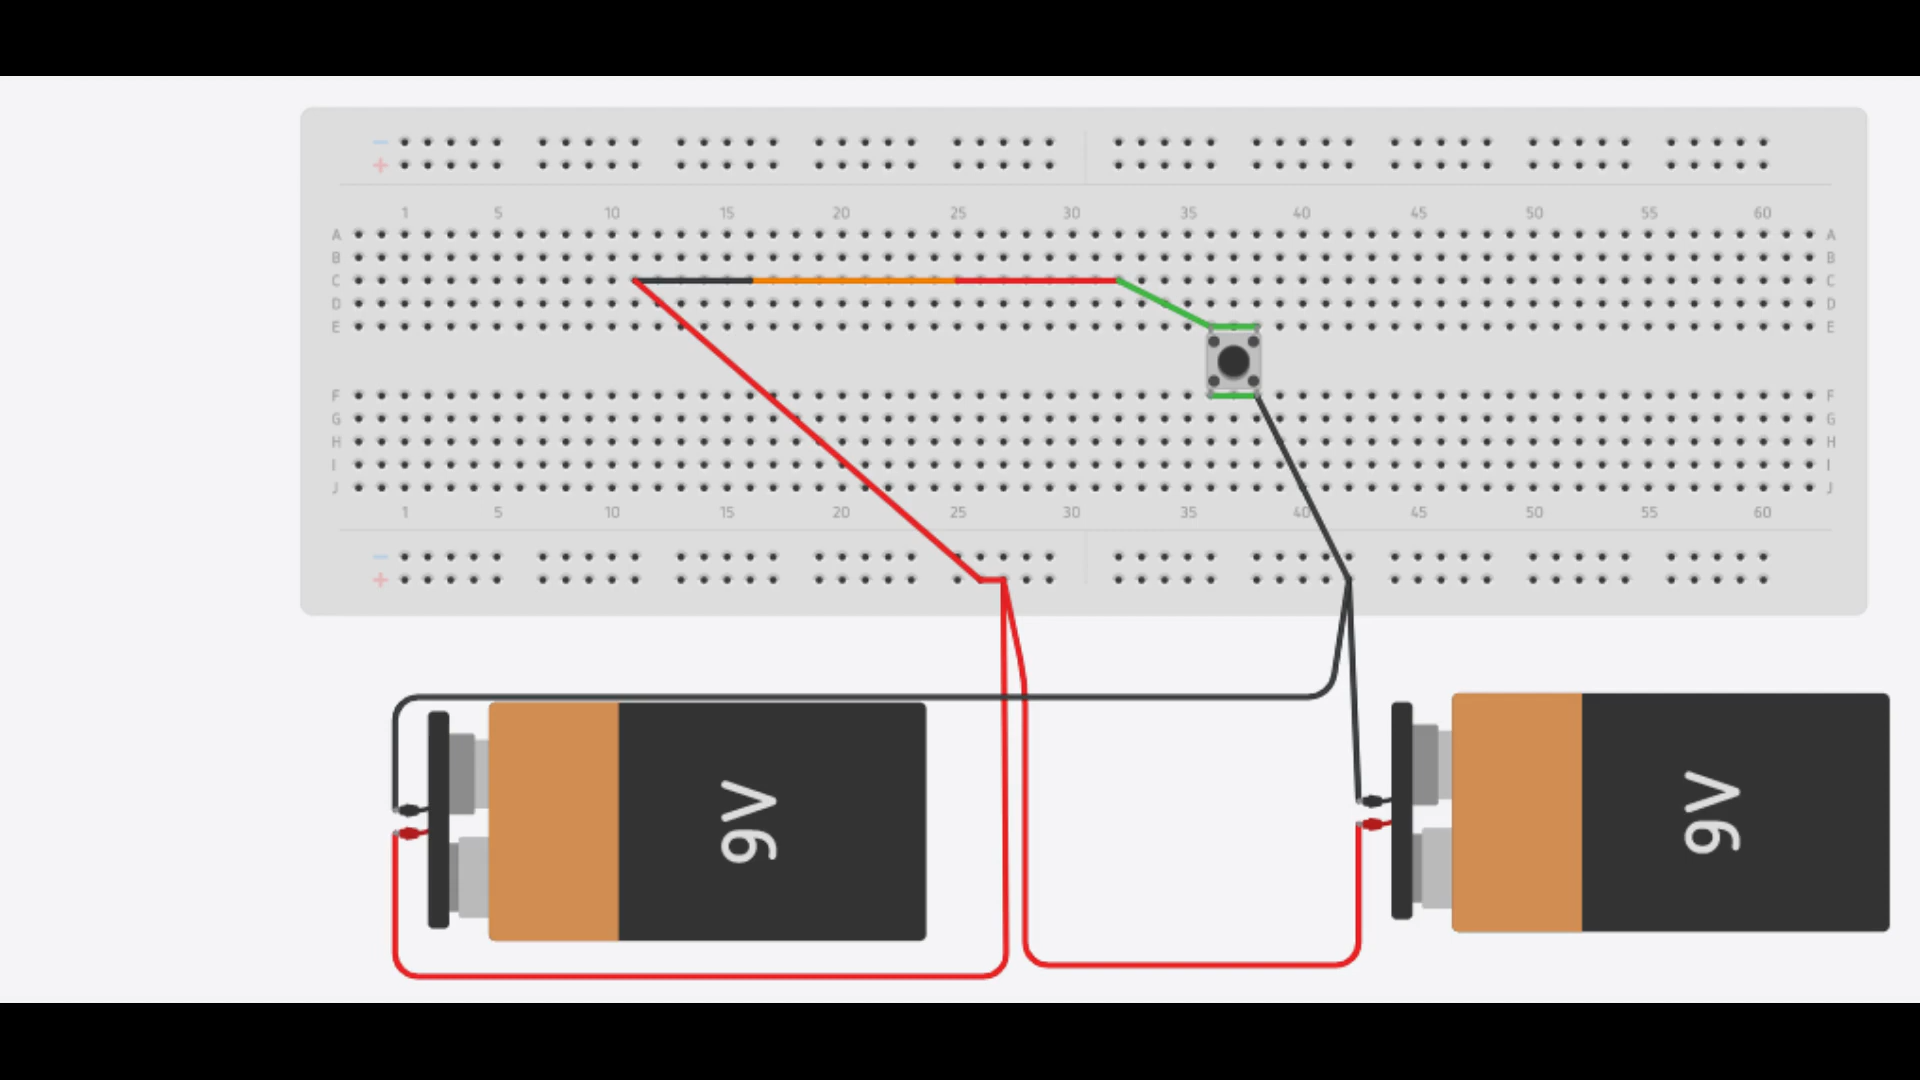 −
+
1 5 10 15 20 25 30 35 40 45 50 55 60
A A
B B
C C
D D
E E
F F
G G
H H
I I
J J
1 5 10 15 20 25 30 35 40 45 50 55 60
−
+
9V 9V